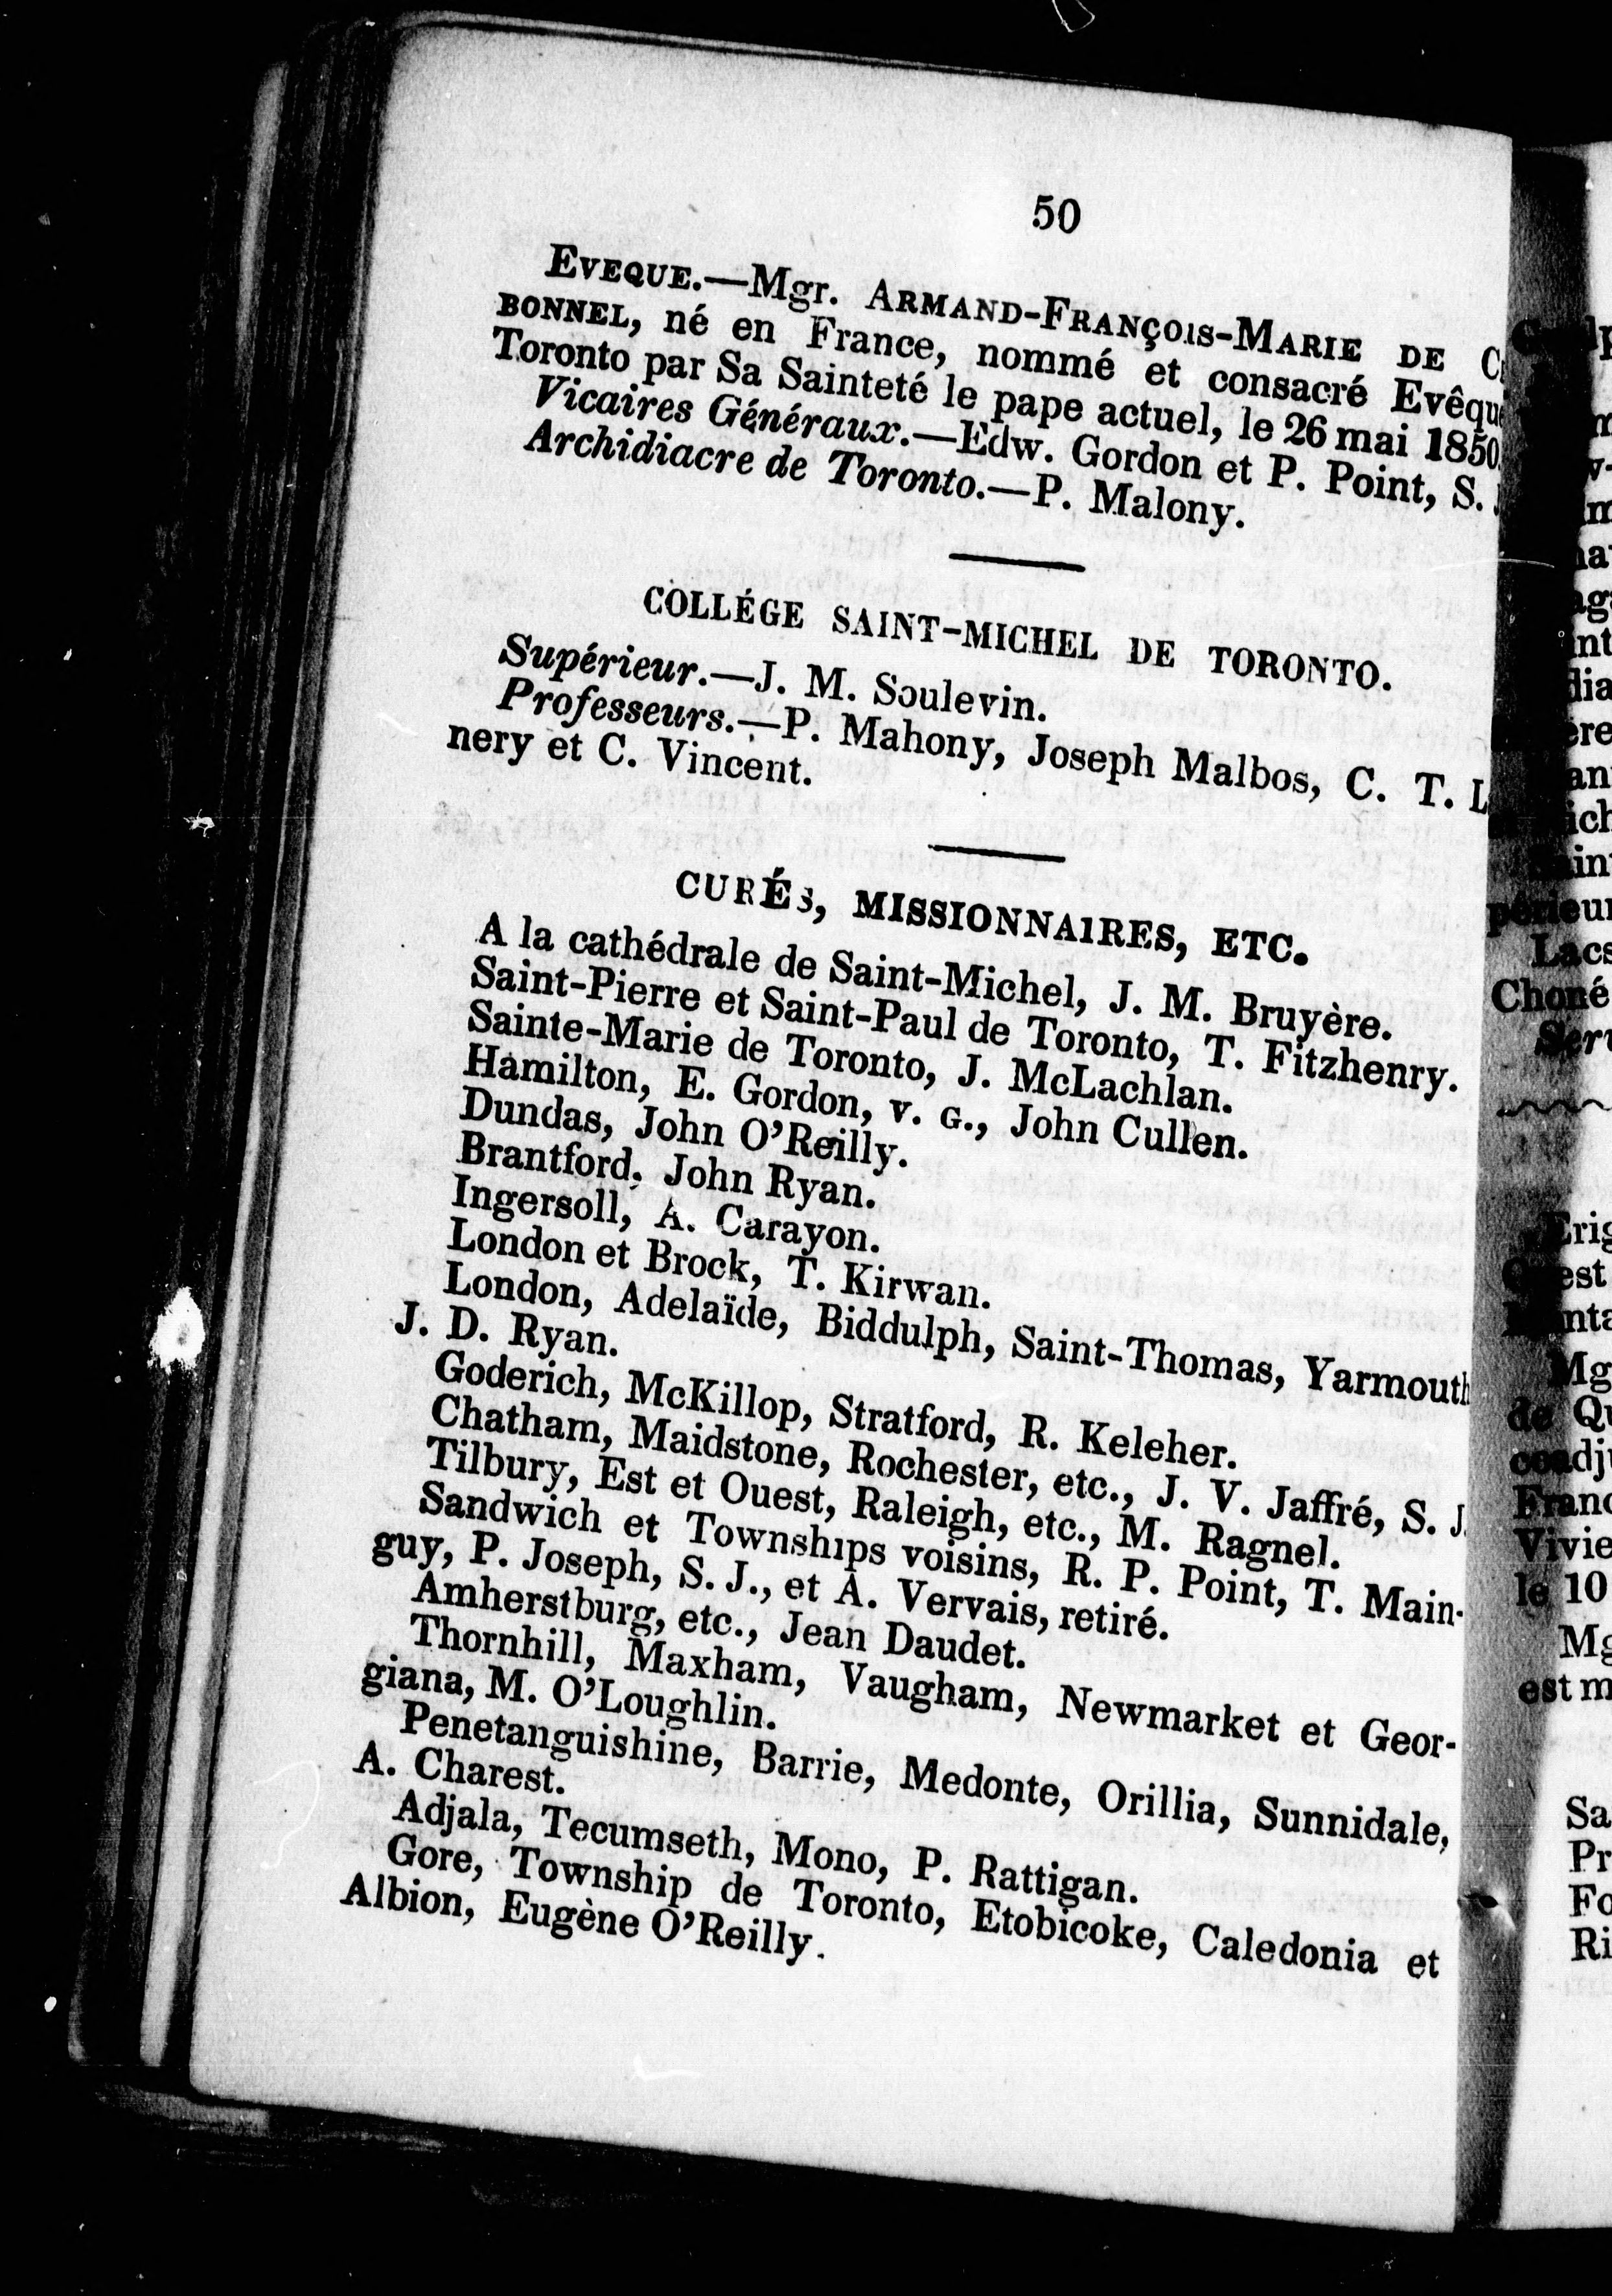 50
EVEQUE.—Mgr. ARMAND-FRANÇOIS-MARIE DE
BONNEL, né en France, nommé et consacré Evêque
Toronto par Sa Sainteté le pape actuel, le 26 mai 1850.
Vicaires Généraux.—Edw. Gordon et P. Point, S. J
Archidiacre de Toronto.—P. Malony.
COLLÉGE SAINT-MICHEL DE TORONTO.
Supérieur.—J. M. Soulevin.
Professeurs.—P. Mahony, Joseph Malbos, C. T.
nery et C. Vincent.
CURÉS, MISSIONNAIRES, ETC.
A la cathédrale de Saint-Michel, J. M. Bruyère.
Saint-Pierre et Saint-Paul de Toronto, T. Fitzhenry.
Sainte-Marie de Toronto, J. McLachlan.
Hamilton, E. Gordon, V. G., John Cullen.
Dundas, John O'Reilly.
Brantford, John Ryan.
Ingersoll, A. Carayon.
London et Brock, T. Kirwan.
London, Adelaïde, Biddulph, Saint-Thomas, Yarmouth
J. D. Ryan.
Goderich, McKillop, Stratford, R. Keleher.
Chatham, Maidstone, Rochester, etc., J. V. Jaffré, S. J.
Tilbury, Est et Ouest, Raleigh, etc., M. Ragnel.
Sandwich et Townships voisins, R. P. Point, T. Main-
guy, P. Joseph, S. J., et A. Vervais, retiré.
Amherstburg, etc., Jean Daudet.
Thornhill, Maxham, Vaugham, Newmarket et Geor-
giana, M. O'Loughlin.
Penetanguishine, Barrie, Medonte, Orillia, Sunnidale,
A. Charest.
Adjala, Tecumseth, Mono, P. Rattigan.
Gore, Township de Toronto, Etobicoke, Caledonia et
Albion, Eugène O'Reilly.